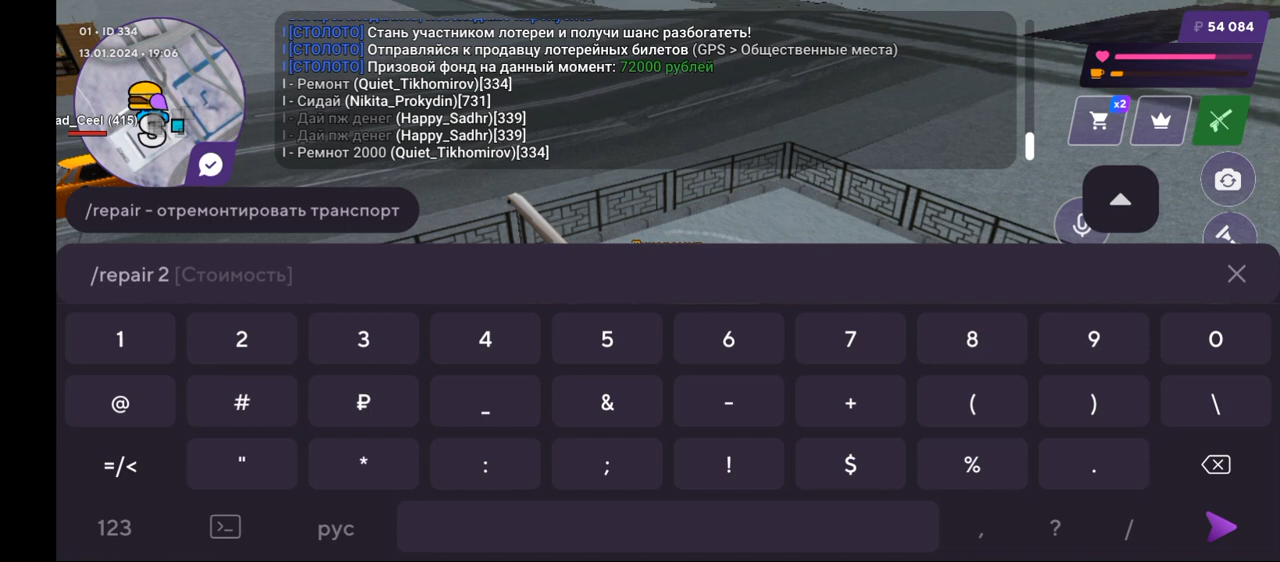 01 • ID 334
₽ 54 084
[СТОЛОТО] Стань участником лотереи и получи шанс разбогатеть!
13.01.2024 • 19:06
[СТОЛОТО] Отправляйся к продавцу лотерейных билетов (GPS > Общественные места)
[СТОЛОТО] Призовой фонд на данный момент: 72000 рублей
- Ремонт (Quiet_Tikhomirov)[334]
- Сидай (Nikita_Prokydin)[731]
x2
ad_Ceel (415)
- Дай пж денег (Happy_Sadhr)[339]
- Дай пж денег (Happy_Sadhr)[339]
- Ремнот 2000 (Quiet_Tikhomirov)[334]
/repair - отремонтировать транспорт
/repair 2 [Стоимость]
1 2 3 4 5 6 7 8 9 0
@ # ₽ _ & - + ( ) \
=/< " * : ; ! $ % .
123 >_ рус , ? /